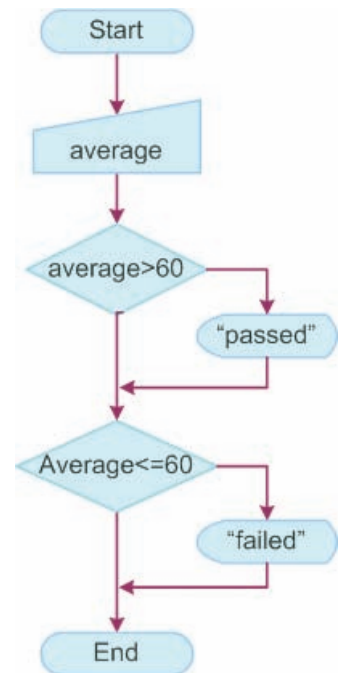 Start
average
average>60
“passed”
Average<=60
“failed”
End